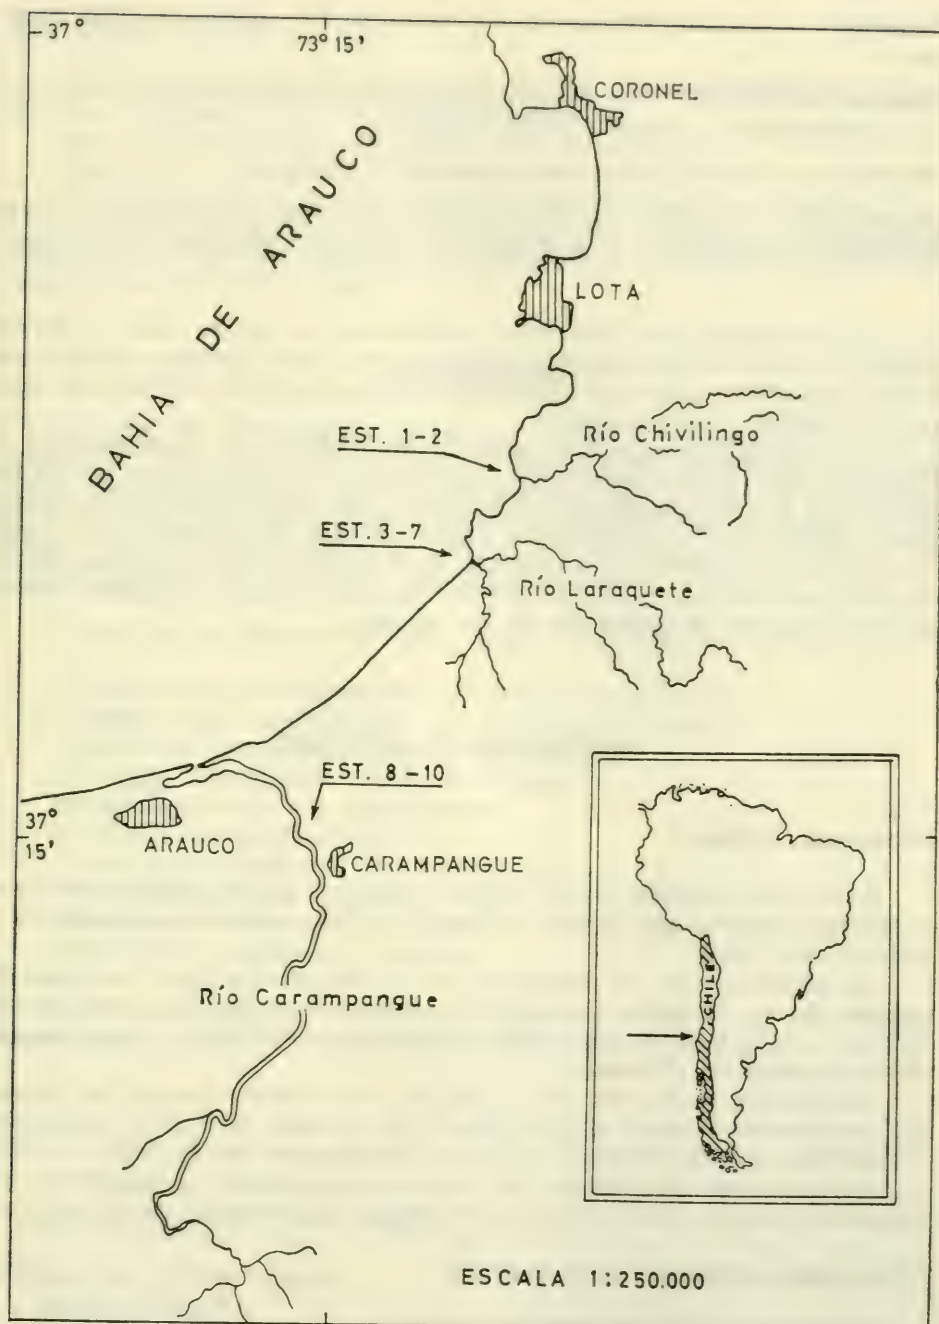 37°
73° 15'
CORONEL
BAHIA DE ARAUCO
LOTA
EST. 1-2
Río Chivilingo
EST. 3-7
Río Laraquete
EST. 8-10
37°
15'
ARAUCO
CARAMPANGUE
CHILE
Río Carampangue
ESCALA 1:250.000